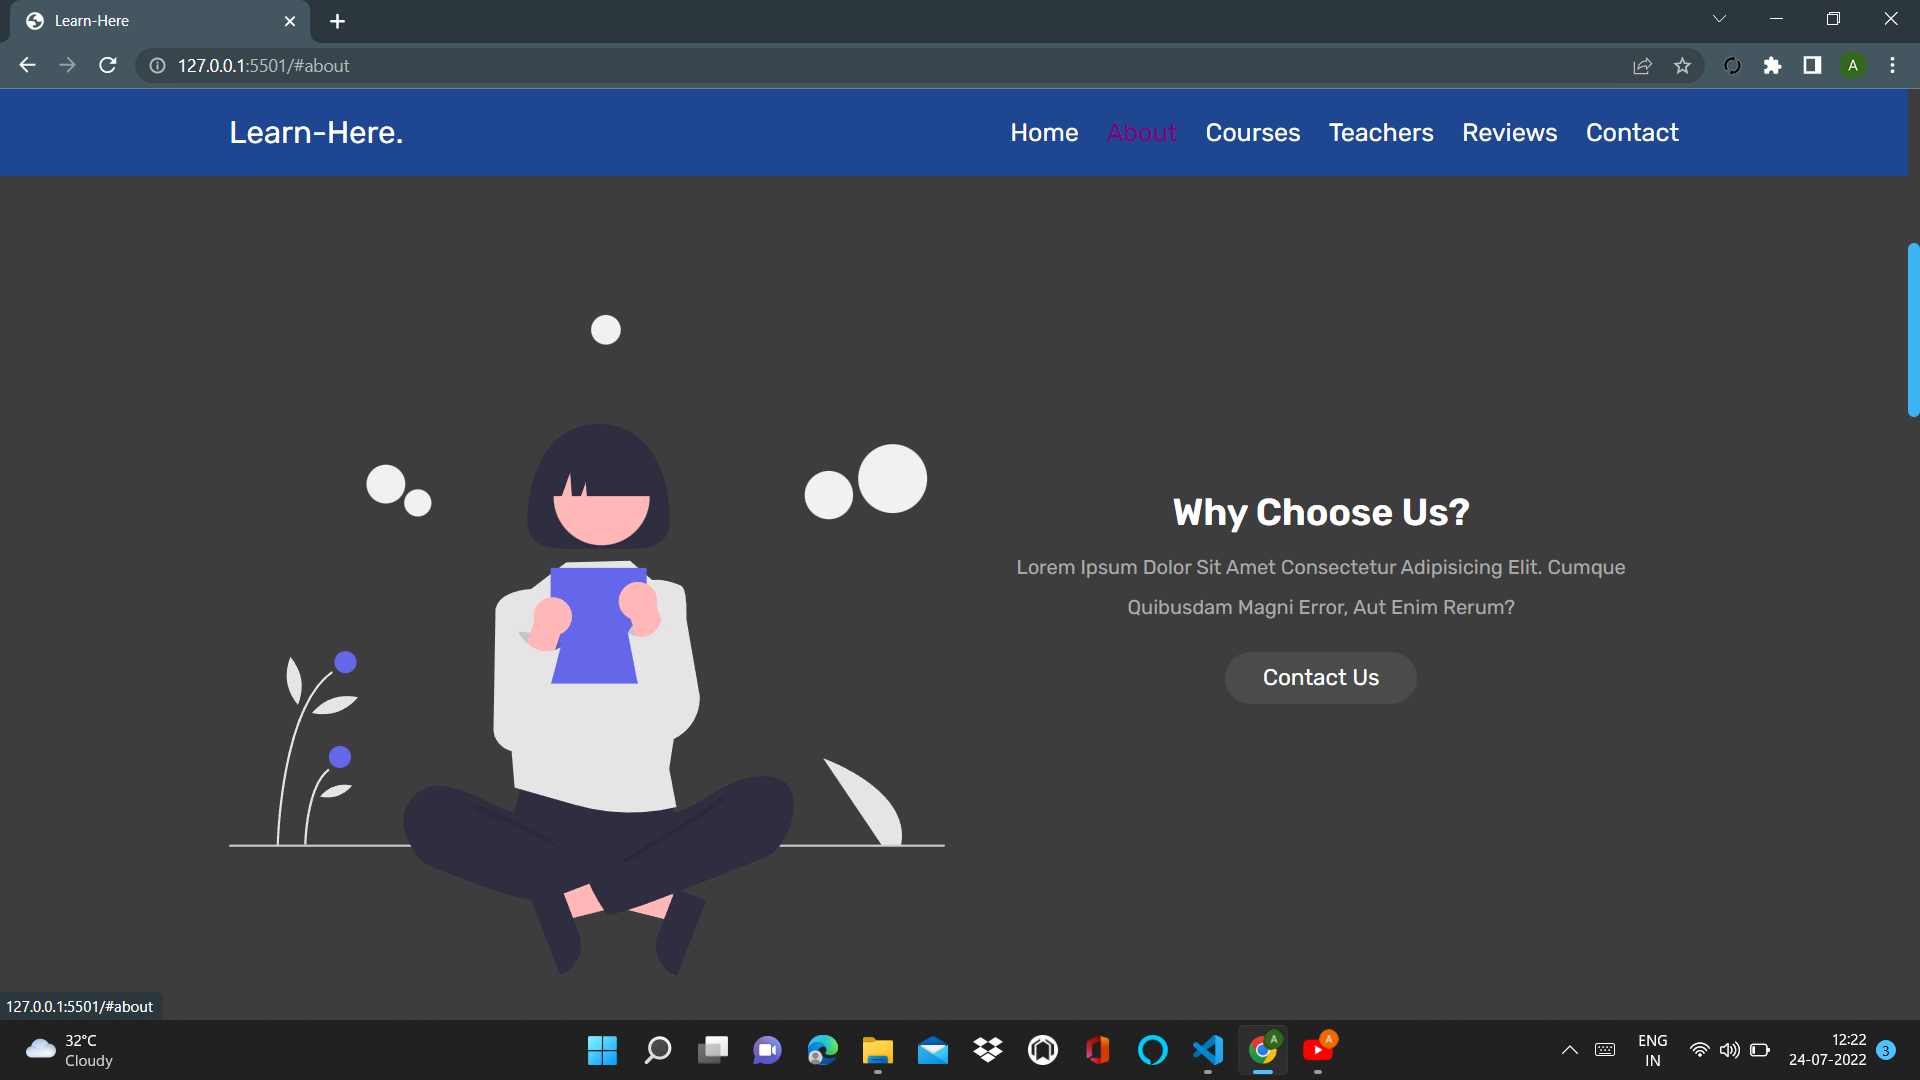 Learn-Here
127.0.0.1:5501/#about
A
Learn-Here.
Home About Courses Teachers Reviews Contact
Why Choose Us?
Lorem Ipsum Dolor Sit Amet Consectetur Adipisicing Elit. Cumque
Quibusdam Magni Error, Aut Enim Rerum?
Contact Us
127.0.0.1:5501/#about
32°C
Cloudy
A
A
ENG
IN
12:22
24-07-2022
3